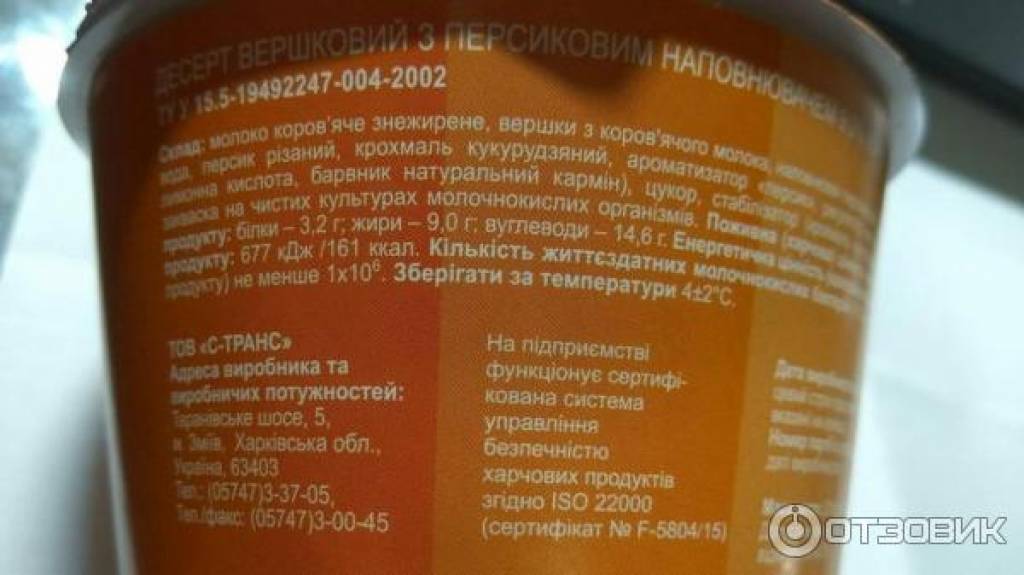 ДЕСЕРТ ВЕРШКОВИЙ З ПЕРСИКОВИМ НАПОВНЮВАЧЕМ
ТУ У 15.5-19492247-004-2002
Склад: молоко коров'яче знежирене, вершки з коров'ячого молока,
вода, персик різаний, крохмаль кукурудзяний, ароматизатор
лимонна кислота, барвник натуральний кармін), цукор,
закваска на чистих культурах молочнокислих організмів. Поживна
продукту: білки – 3,2 г; жири – 9,0 г; вуглеводи – 14,6 г. Енергетична цінність
продукту: 677 кДж /161 ккал. Кількість життєздатних молочнокислих
продукту) не менше 1х10⁶. Зберігати за температури 4±2°С.
ТОВ «С-ТРАНС»
Адреса виробника та
виробничих потужностей:
Таранівське шосе, 5,
м. Зміїв, Харківська обл.,
Україна, 63403
Тел.: (05747)3-37-05,
Тел./факс: (05747)3-00-45
На підприємстві
функціонує сертифі-
кована система
управління
безпечністю
харчових продуктів
згідно ISO 22000
(сертифікат № F-5804/15)
Дата
ОТЗОВИК